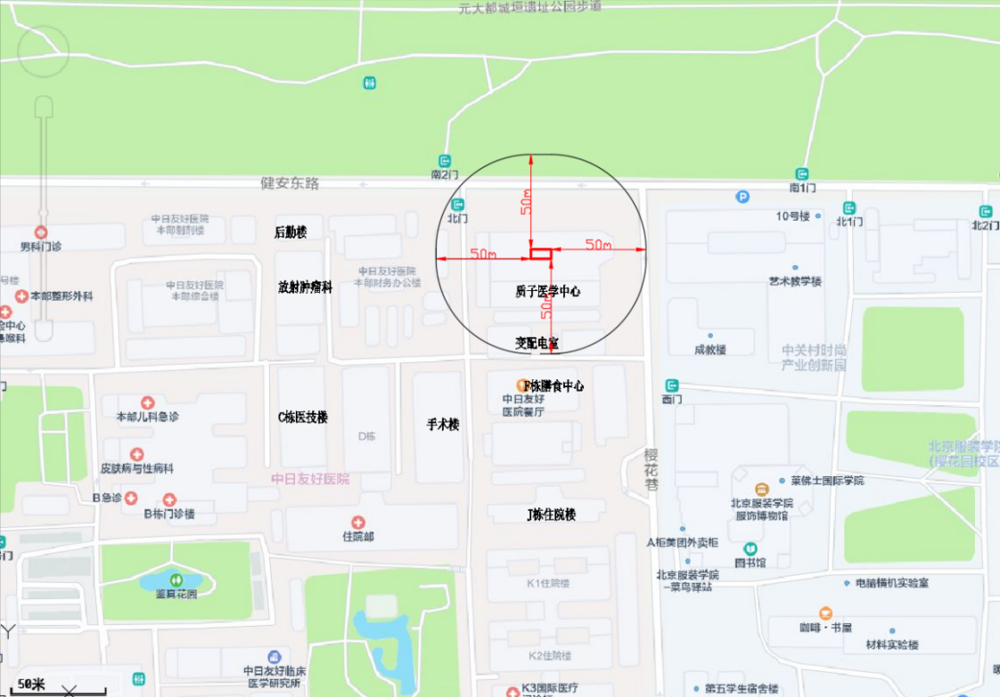 元大都城垣遗址公园步道
南2门
健安东路
南1门
50m
北门
10号楼
北1门
北2门
中日友好医院
本部制剂楼
后勤楼
男科门诊
50m
50m
中日友好医院
本部财务办公楼
艺术教学楼
号楼
本部整形外科
中日友好医院
本部综合楼
放射肿瘤科
质子医学中心
50m
变配电室
成教楼
中关村时尚
产业创新园
F栋膳食中心
中日友好
医院餐厅
西门
本部儿科急诊
C栋医技楼
D栋
手术楼
皮肤病与性病科
中日友好医院
樱花巷
北京服装学院
(樱花园校区
莱佛士国际学院
B急诊
B栋门诊楼
北京服装学院
服饰博物馆
J栋住院楼
住院部
A柜美团外卖柜
图书馆
北京服装学院
-菜鸟驿站
鉴真花园
K1住院楼
电脑横机实验室
咖啡·书屋
材料实验楼
K2住院楼
中日友好临床
医学研究所
50米
K3国际医疗
第五学生宿舍楼